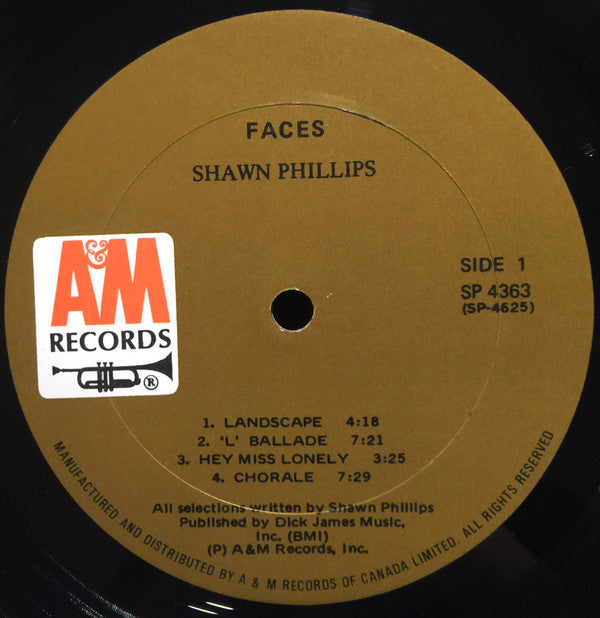 FACES
SHAWN PHILLIPS
A&M
RECORDS
®
SIDE 1
SP 4363
(SP-4625)
1. LANDSCAPE 4:18
2. 'L' BALLADE 7:21
3. HEY MISS LONELY 3:25
4. CHORALE 7:29
All selections written by Shawn Phillips
Published by Dick James Music,
Inc. (BMI)
(P) A&M Records, Inc.
MANUFACTURED AND DISTRIBUTED BY A & M RECORDS OF CANADA LIMITED. ALL RIGHTS RESERVED